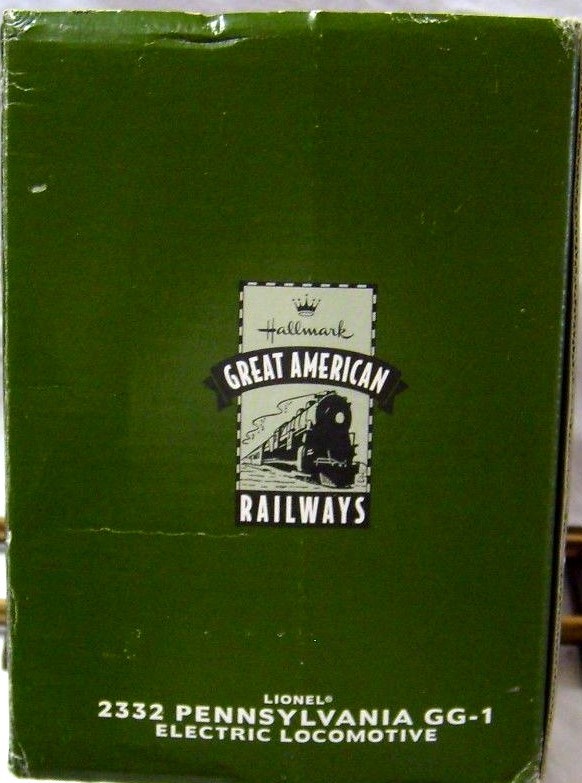 Hallmark
GREAT AMERICAN
RAILWAYS
LIONEL®
2332 PENNSYLVANIA GG-1
ELECTRIC LOCOMOTIVE